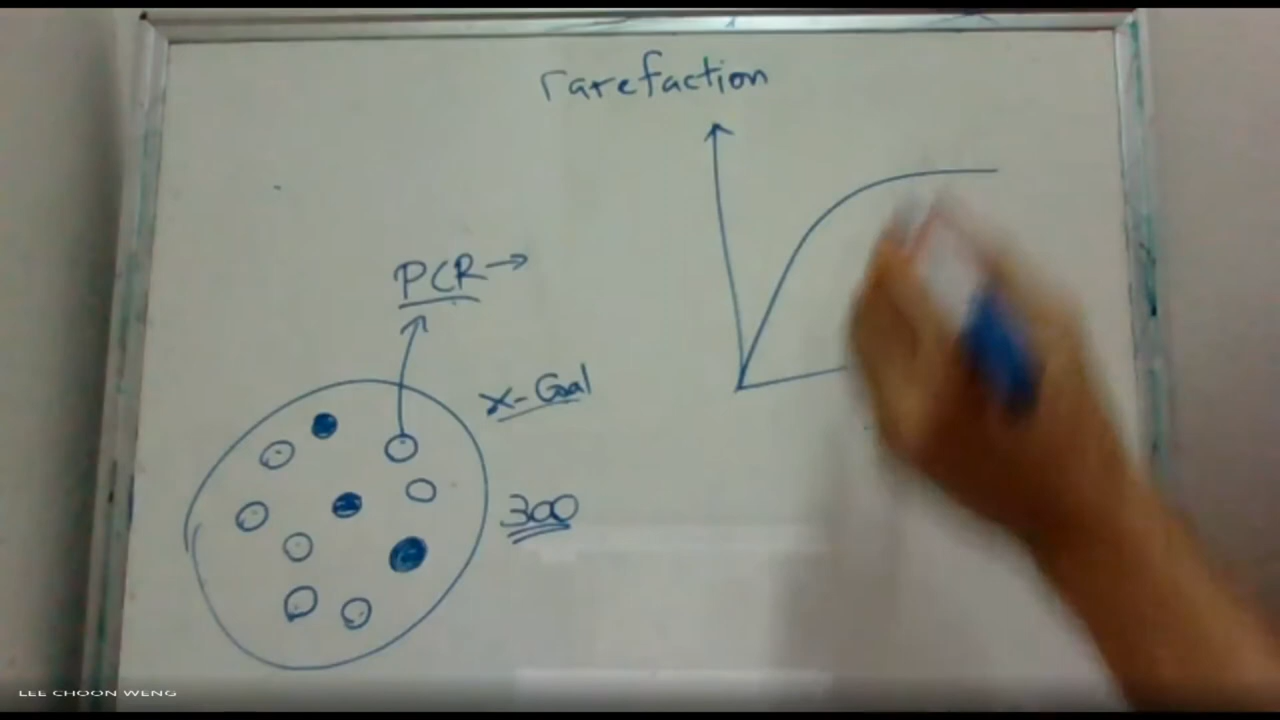 rarefaction
PCR →
X-Gal
300
LEE CHOON WENG